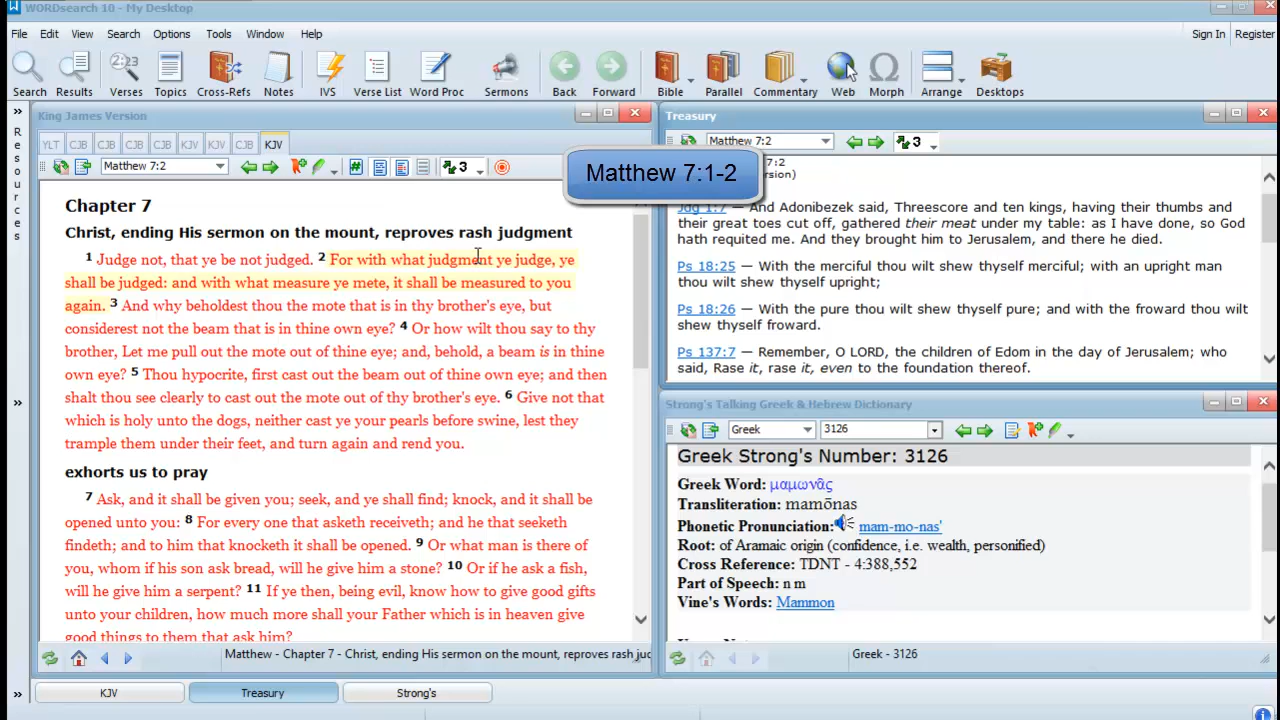 WORDsearch 10 - My Desktop
File Edit View Search Options Tools Window Help Sign In Register
2:23
Search Results Verses Topics Cross-Refs Notes IVS Verse List Word Proc Sermons Back Forward Bible Parallel Commentary Web Morph Arrange Desktops
» Resources
King James Version
YLT CJB CJB CJB KJV KJV CJB KJV
Matthew 7:2 3
Matthew 7:1-2
Chapter 7
Christ, ending His sermon on the mount, reproves rash judgment
1 Judge not, that ye be not judged. 2 For with what judgment ye judge, ye
shall be judged: and with what measure ye mete, it shall be measured to you
again. 3 And why beholdest thou the mote that is in thy brother's eye, but
considerest not the beam that is in thine own eye? 4 Or how wilt thou say to thy
brother, Let me pull out the mote out of thine eye; and, behold, a beam is in thine
own eye? 5 Thou hypocrite, first cast out the beam out of thine own eye; and then
shalt thou see clearly to cast out the mote out of thy brother's eye. 6 Give not that
which is holy unto the dogs, neither cast ye your pearls before swine, lest they
trample them under their feet, and turn again and rend you.
exhorts us to pray
7 Ask, and it shall be given you; seek, and ye shall find; knock, and it shall be
opened unto you: 8 For every one that asketh receiveth; and he that seeketh
findeth; and to him that knocketh it shall be opened. 9 Or what man is there of
you, whom if his son ask bread, will he give him a stone? 10 Or if he ask a fish,
will he give him a serpent? 11 If ye then, being evil, know how to give good gifts
unto your children, how much more shall your Father which is in heaven give
good things to them that ask him?
Matthew - Chapter 7 - Christ, ending His sermon on the mount, reproves rash jud
Treasury
Matthew 7:2 3
7:2
ersion)
Jdg 1:7 — And Adonibezek said, Threescore and ten kings, having their thumbs and
their great toes cut off, gathered their meat under my table: as I have done, so God
hath requited me. And they brought him to Jerusalem, and there he died.
Ps 18:25 — With the merciful thou wilt shew thyself merciful; with an upright man
thou wilt shew thyself upright;
Ps 18:26 — With the pure thou wilt shew thyself pure; and with the froward thou wilt
shew thyself froward.
Ps 137:7 — Remember, O LORD, the children of Edom in the day of Jerusalem; who
said, Rase it, rase it, even to the foundation thereof.
Strong's Talking Greek & Hebrew Dictionary
Greek 3126
Greek Strong's Number: 3126
Greek Word: μαμωνᾶς
Transliteration: mamōnas
Phonetic Pronunciation: mam-mo-nas'
Root: of Aramaic origin (confidence, i.e. wealth, personified)
Cross Reference: TDNT - 4:388,552
Part of Speech: n m
Vine's Words: Mammon
Greek - 3126
KJV Treasury Strong's